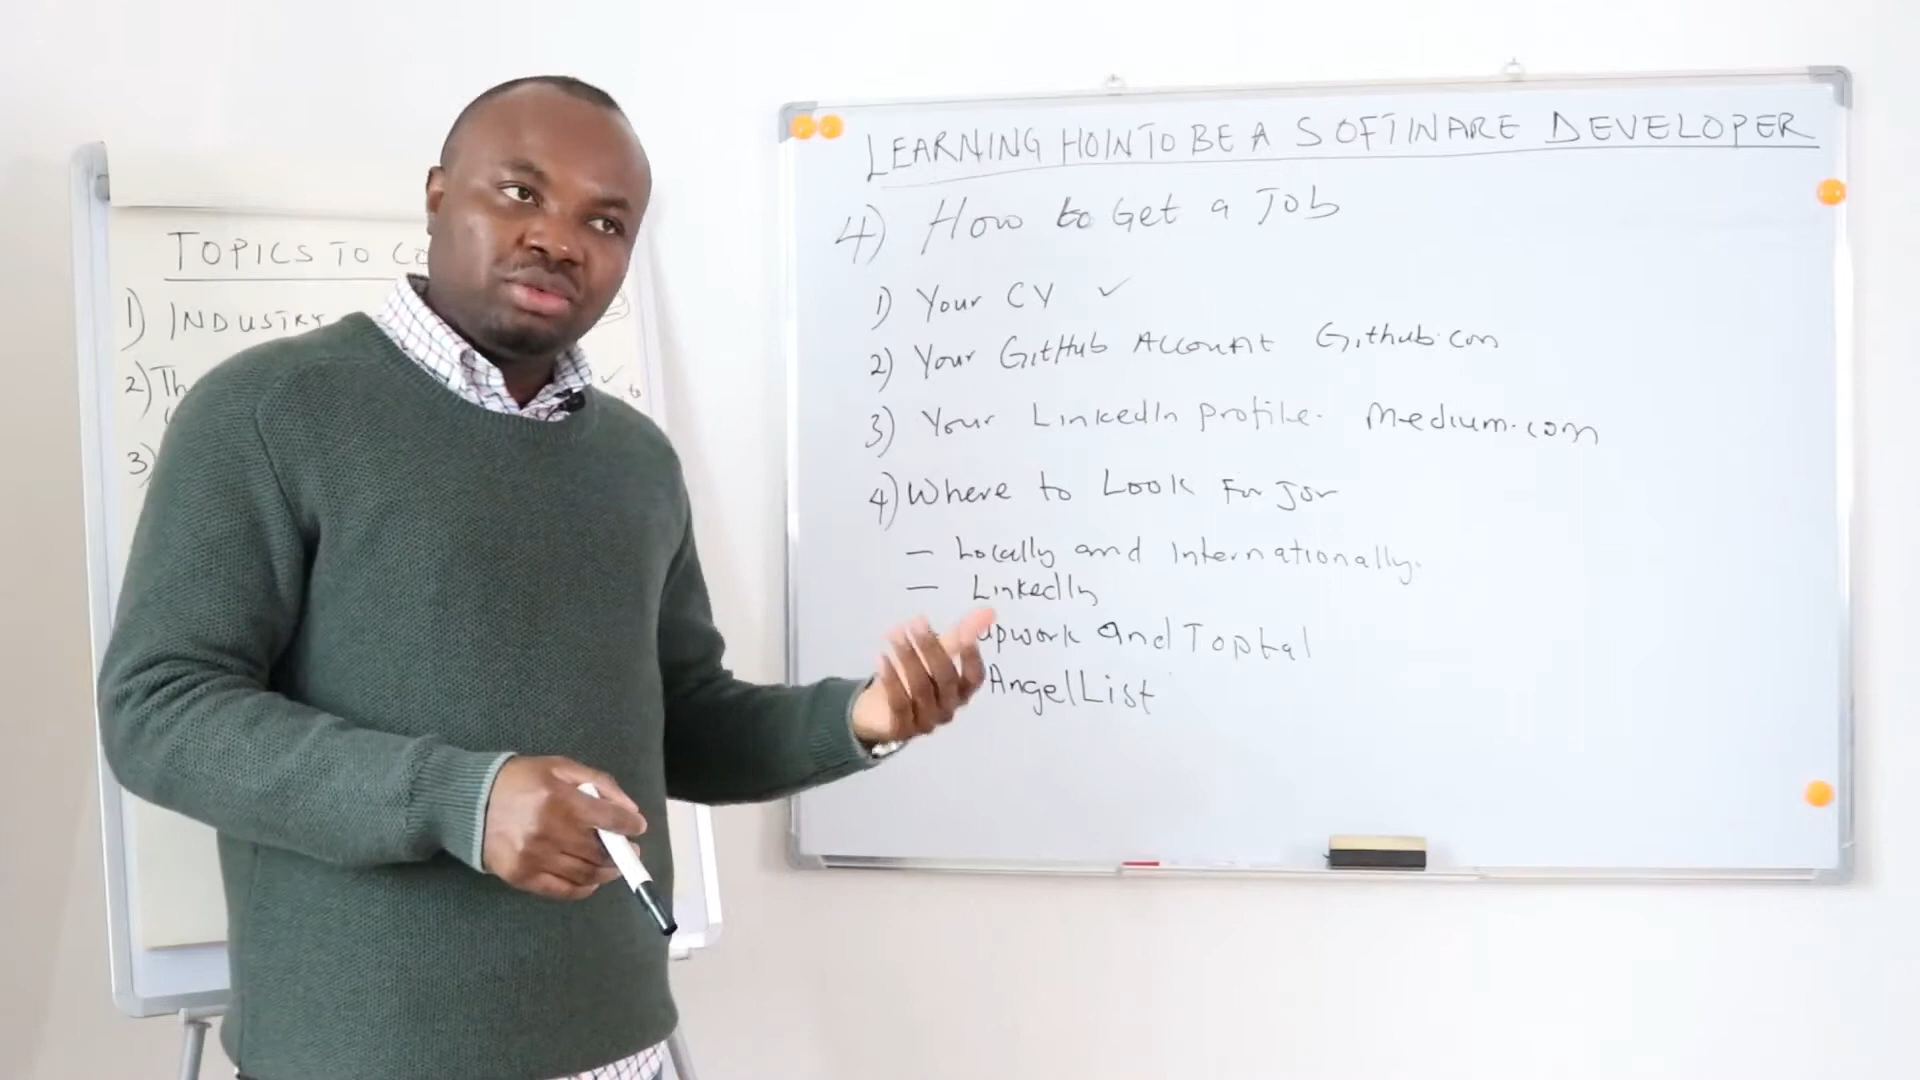 TOPICS TO
1) INDUSTRY
2) Th
3)
LEARNING HOW TO BE A SOFTWARE DEVELOPER
4) How to Get a Job
1) Your CV ✓
2) Your GitHub Account Github.com
3) Your LinkedIn profile. Medium.com
4) Where to Look For Job
— Locally and Internationally.
— LinkedIn
upwork and Toptal
AngelList